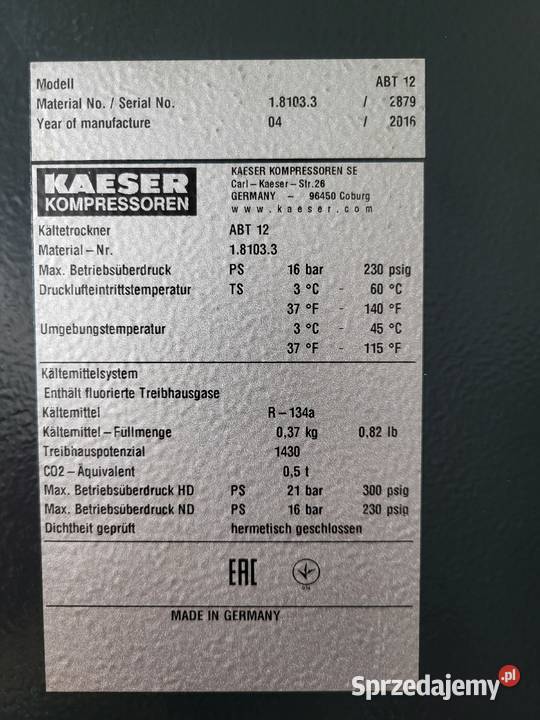 Modell ABT 12
Material No. / Serial No. 1.8103.3 / 2879
Year of manufacture 04 / 2016
KAESER
KOMPRESSOREN
KAESER KOMPRESSOREN SE
Carl-Kaeser-Str.26
GERMANY - 96450 Coburg
www.kaeser.com
Kältetrockner ABT 12
Material-Nr. 1.8103.3
Max. Betriebsüberdruck PS 16 bar 230 psig
Drucklufteintrittstemperatur TS 3 °C - 60 °C
37 °F - 140 °F
Umgebungstemperatur 3 °C - 45 °C
37 °F - 115 °F
Kältemittelsystem
Enthält fluorierte Treibhausgase
Kältemittel R-134a
Kältemittel-Füllmenge 0,37 kg 0,82 lb
Treibhauspotenzial 1430
CO2-Äquivalent 0,5 t
Max. Betriebsüberdruck HD PS 21 bar 300 psig
Max. Betriebsüberdruck ND PS 16 bar 230 psig
Dichtheit geprüft hermetisch geschlossen
EAC
MADE IN GERMANY
Sprzedajemy.pl